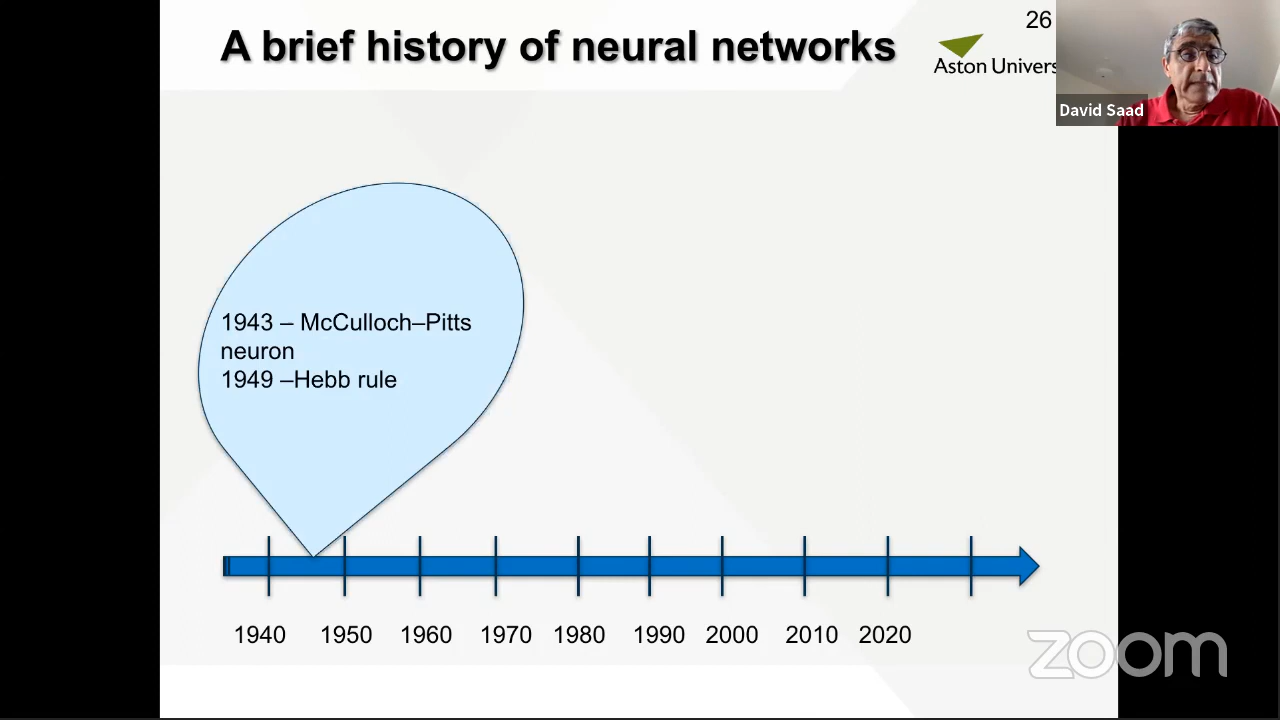 A brief history of neural networks
26
Aston Univers
David Saad
1943 – McCulloch–Pitts
neuron
1949 –Hebb rule
1940 1950 1960 1970 1980 1990 2000 2010 2020
zoom